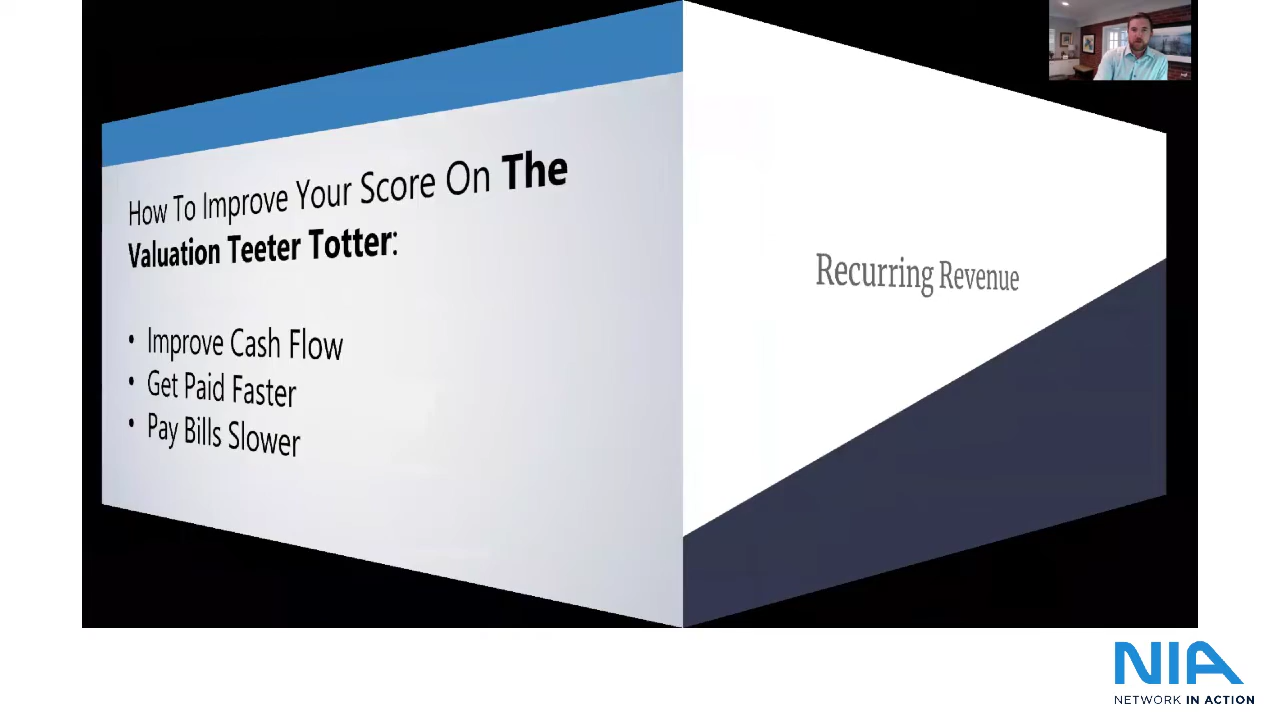 How To Improve Your Score On The
Valuation Teeter Totter:
• Improve Cash Flow
• Get Paid Faster
• Pay Bills Slower
Recurring Revenue
NIA
NETWORK IN ACTION